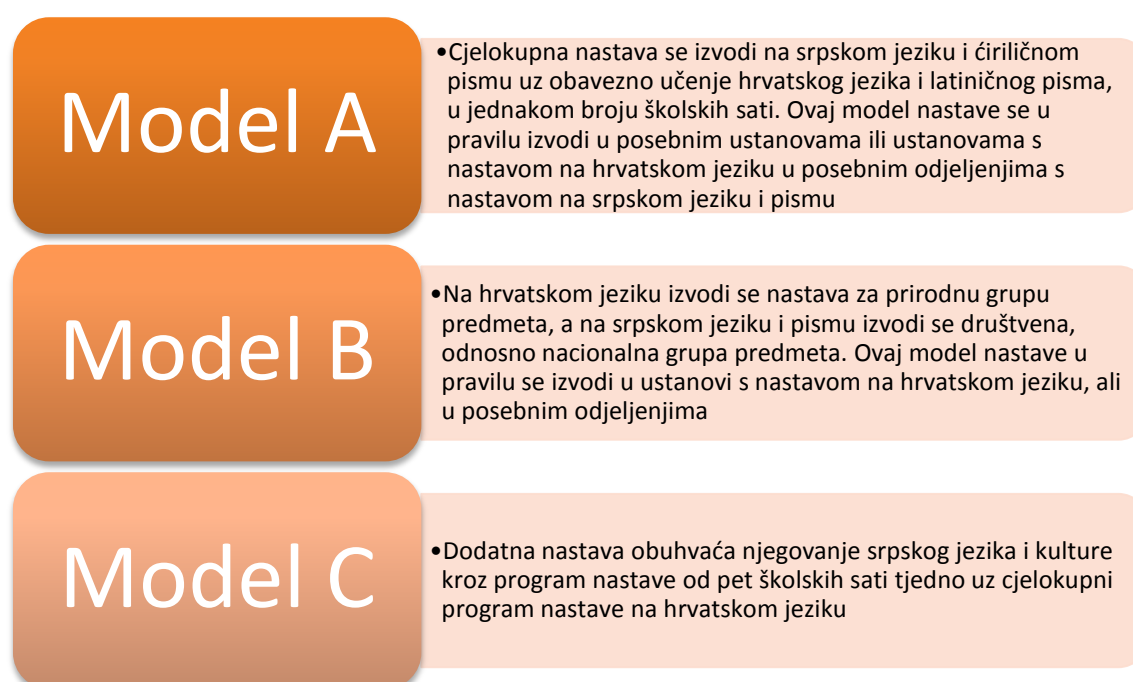 Model A
•Cjelokupna nastava se izvodi na srpskom jeziku i ćiriličnom
pismu uz obavezno učenje hrvatskog jezika i latiničnog pisma,
u jednakom broju školskih sati. Ovaj model nastave se u
pravilu izvodi u posebnim ustanovama ili ustanovama s
nastavom na hrvatskom jeziku u posebnim odjeljenjima s
nastavom na srpskom jeziku i pismu
Model B
•Na hrvatskom jeziku izvodi se nastava za prirodnu grupu
predmeta, a na srpskom jeziku i pismu izvodi se društvena,
odnosno nacionalna grupa predmeta. Ovaj model nastave u
pravilu se izvodi u ustanovi s nastavom na hrvatskom jeziku, ali
u posebnim odjeljenjima
Model C
•Dodatna nastava obuhvaća njegovanje srpskog jezika i kulture
kroz program nastave od pet školskih sati tjedno uz cjelokupni
program nastave na hrvatskom jeziku